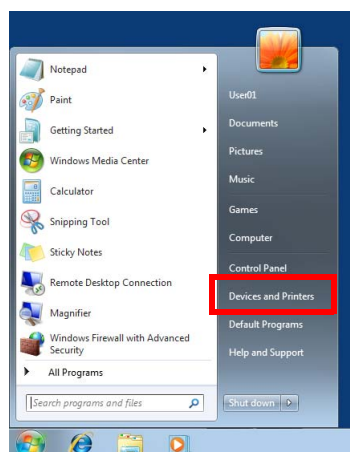 Notepad
Paint
Getting Started
Windows Media Center
Calculator
Snipping Tool
Sticky Notes
Remote Desktop Connection
Magnifier
Windows Firewall with Advanced
Security
All Programs
Search programs and files
User01
Documents
Pictures
Music
Games
Computer
Control Panel
Devices and Printers
Default Programs
Help and Support
Shut down